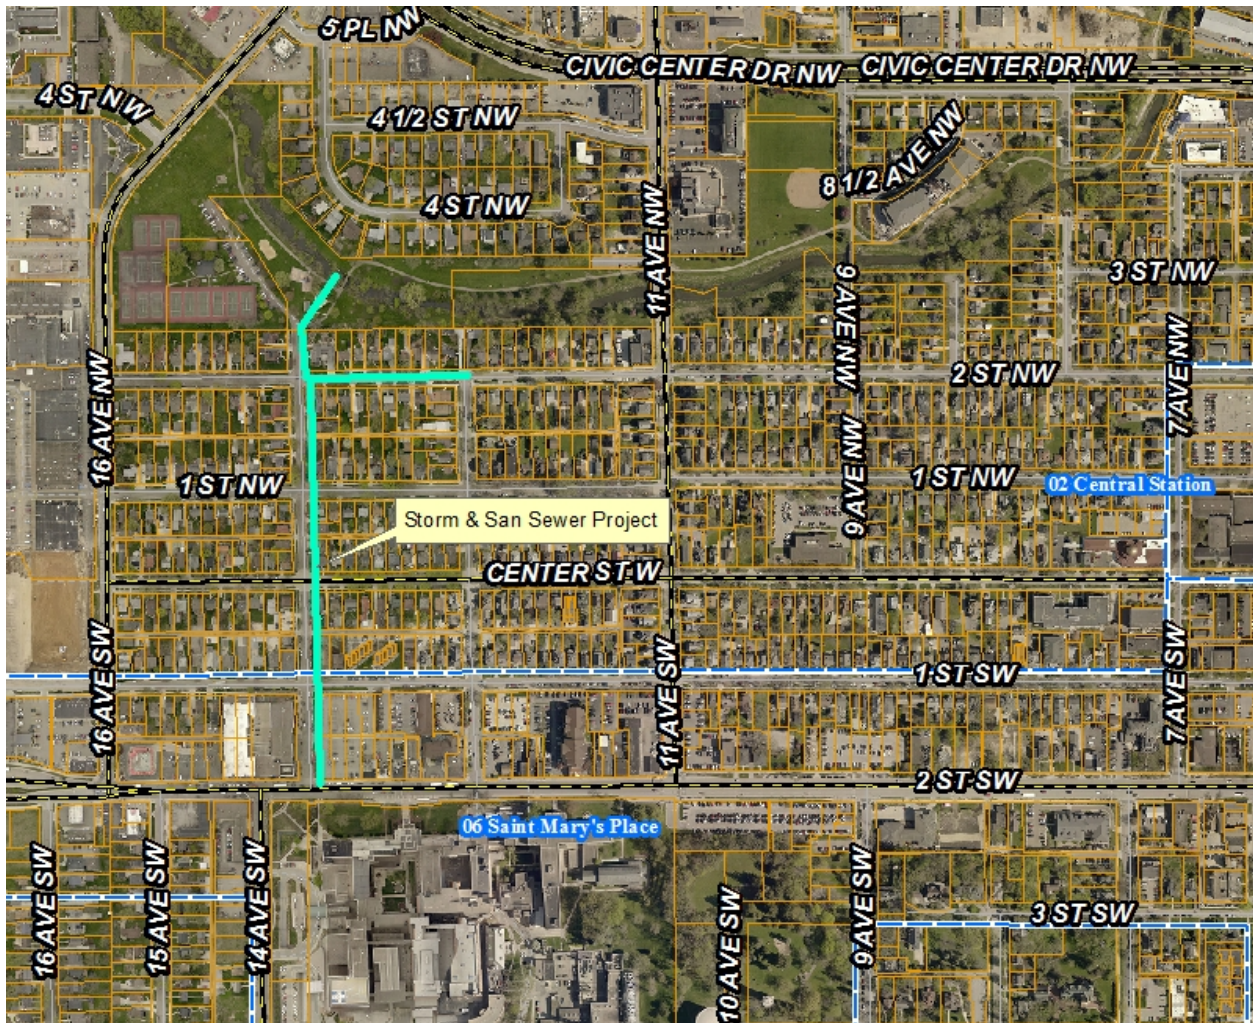 5 PL NW
CIVIC CENTER DR NW
CIVIC CENTER DR NW
4 ST NW
4 1/2 ST NW
8 1/2 AVE NW
4 ST NW
11 AVE NW
3 ST NW
9 AVE NW
7 AVE NW
16 AVE NW
2 ST NW
1 ST NW
9 AVE NW
1 ST NW
02 Central Station
Storm & San Sewer Project
CENTER ST W
16 AVE SW
11 AVE SW
1 ST SW
7 AVE SW
2 ST SW
06 Saint Mary's Place
16 AVE SW
15 AVE SW
14 AVE SW
10 AVE SW
9 AVE SW
3 ST SW